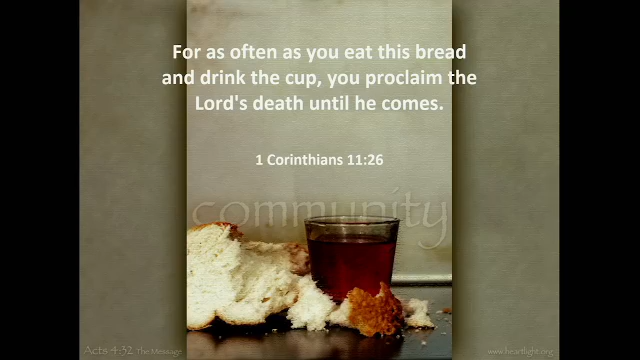 For as often as you eat this bread
and drink the cup, you proclaim the
Lord's death until he comes.
1 Corinthians 11:26
community
Acts 4:32 The Message
www.heartlight.org